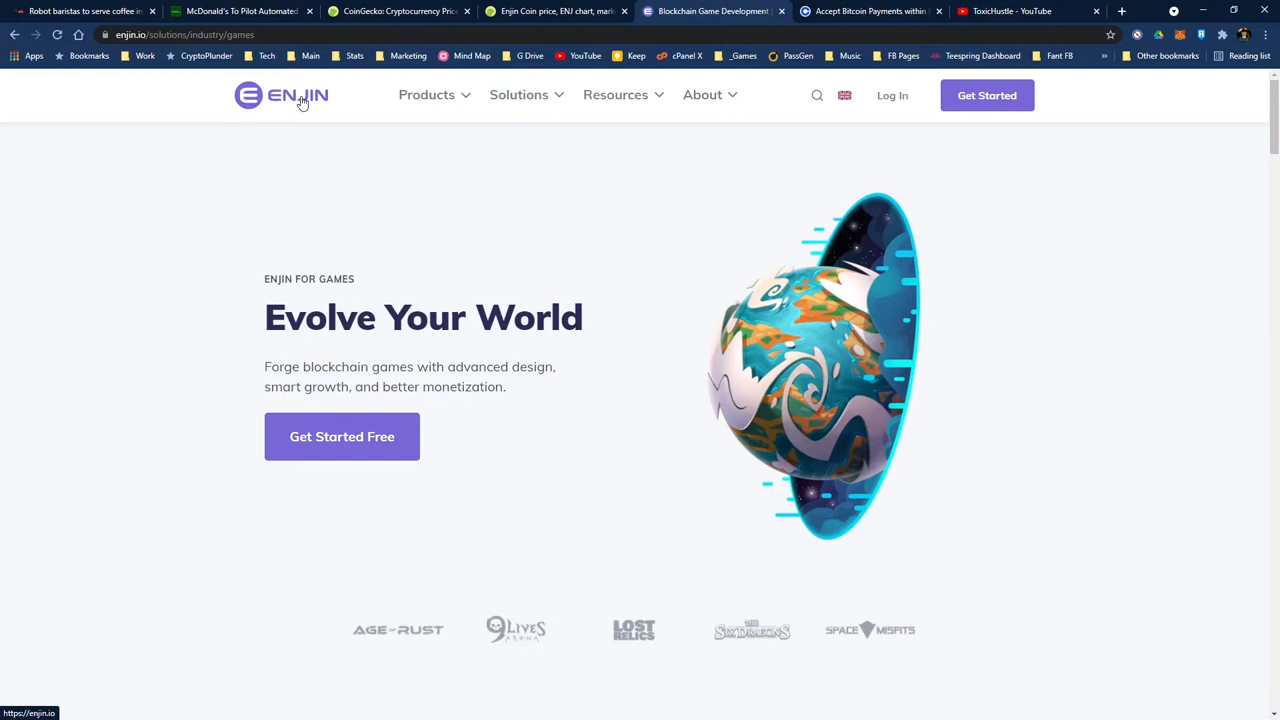 Robot baristas to serve coffee in
McDonald's To Pilot Automated
CoinGecko: Cryptocurrency Price
Enjin Coin price, ENJ chart, mark
Blockchain Game Development
Accept Bitcoin Payments within
ToxicHustle - YouTube
enjin.io/solutions/industry/games
Apps
Bookmarks
Work
CryptoPlunder
Tech
Main
Stats
Marketing
Mind Map
G Drive
YouTube
Keep
cPanel X
_Games
PassGen
Music
FB Pages
Teespring Dashboard
Fant FB
Other bookmarks
Reading list
ENJIN
Products
Solutions
Resources
About
Log In
Get Started
ENJIN FOR GAMES
Evolve Your World
Forge blockchain games with advanced design,
smart growth, and better monetization.
Get Started Free
AGE OF RUST
9LIVES ARENA
LOST
RELICS
THE
SIX DRAGONS
SPACE MISFITS
https://enjin.io